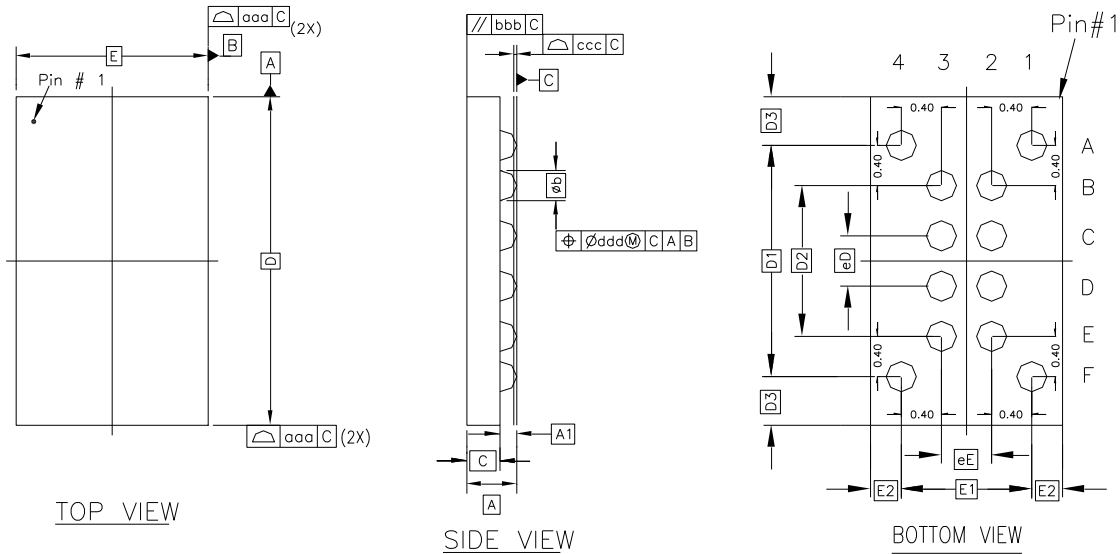 aaa C (2X)
E
B
A
Pin # 1
D
aaa C (2X)
TOP VIEW
// bbb C
ccc C
C
øb
⌖ Øddd Ⓜ C A B
A1
C
A
SIDE VIEW
Pin#1
4 3 2 1
0.40 0.40
D3
A
0.40 0.40
B
C
D1 D2 eD
D
E
0.40 0.40
F
D3
0.40 0.40
eE
E2 E1 E2
BOTTOM VIEW